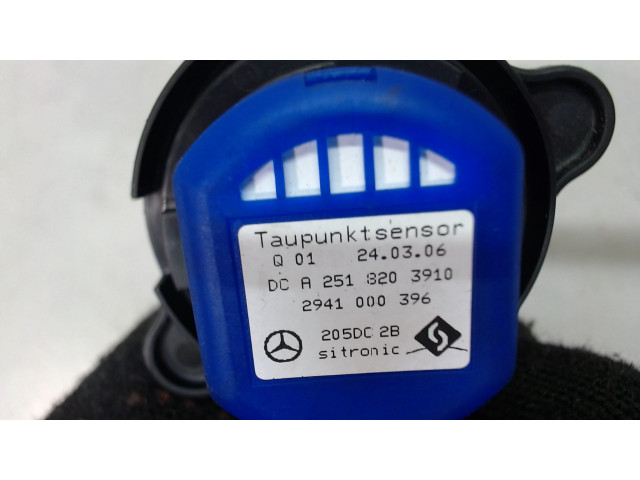 Taupunktsensor
Q 01 24.03.06
DC A 251 820 3910
2941 000 396
205DC 2B
sitronic